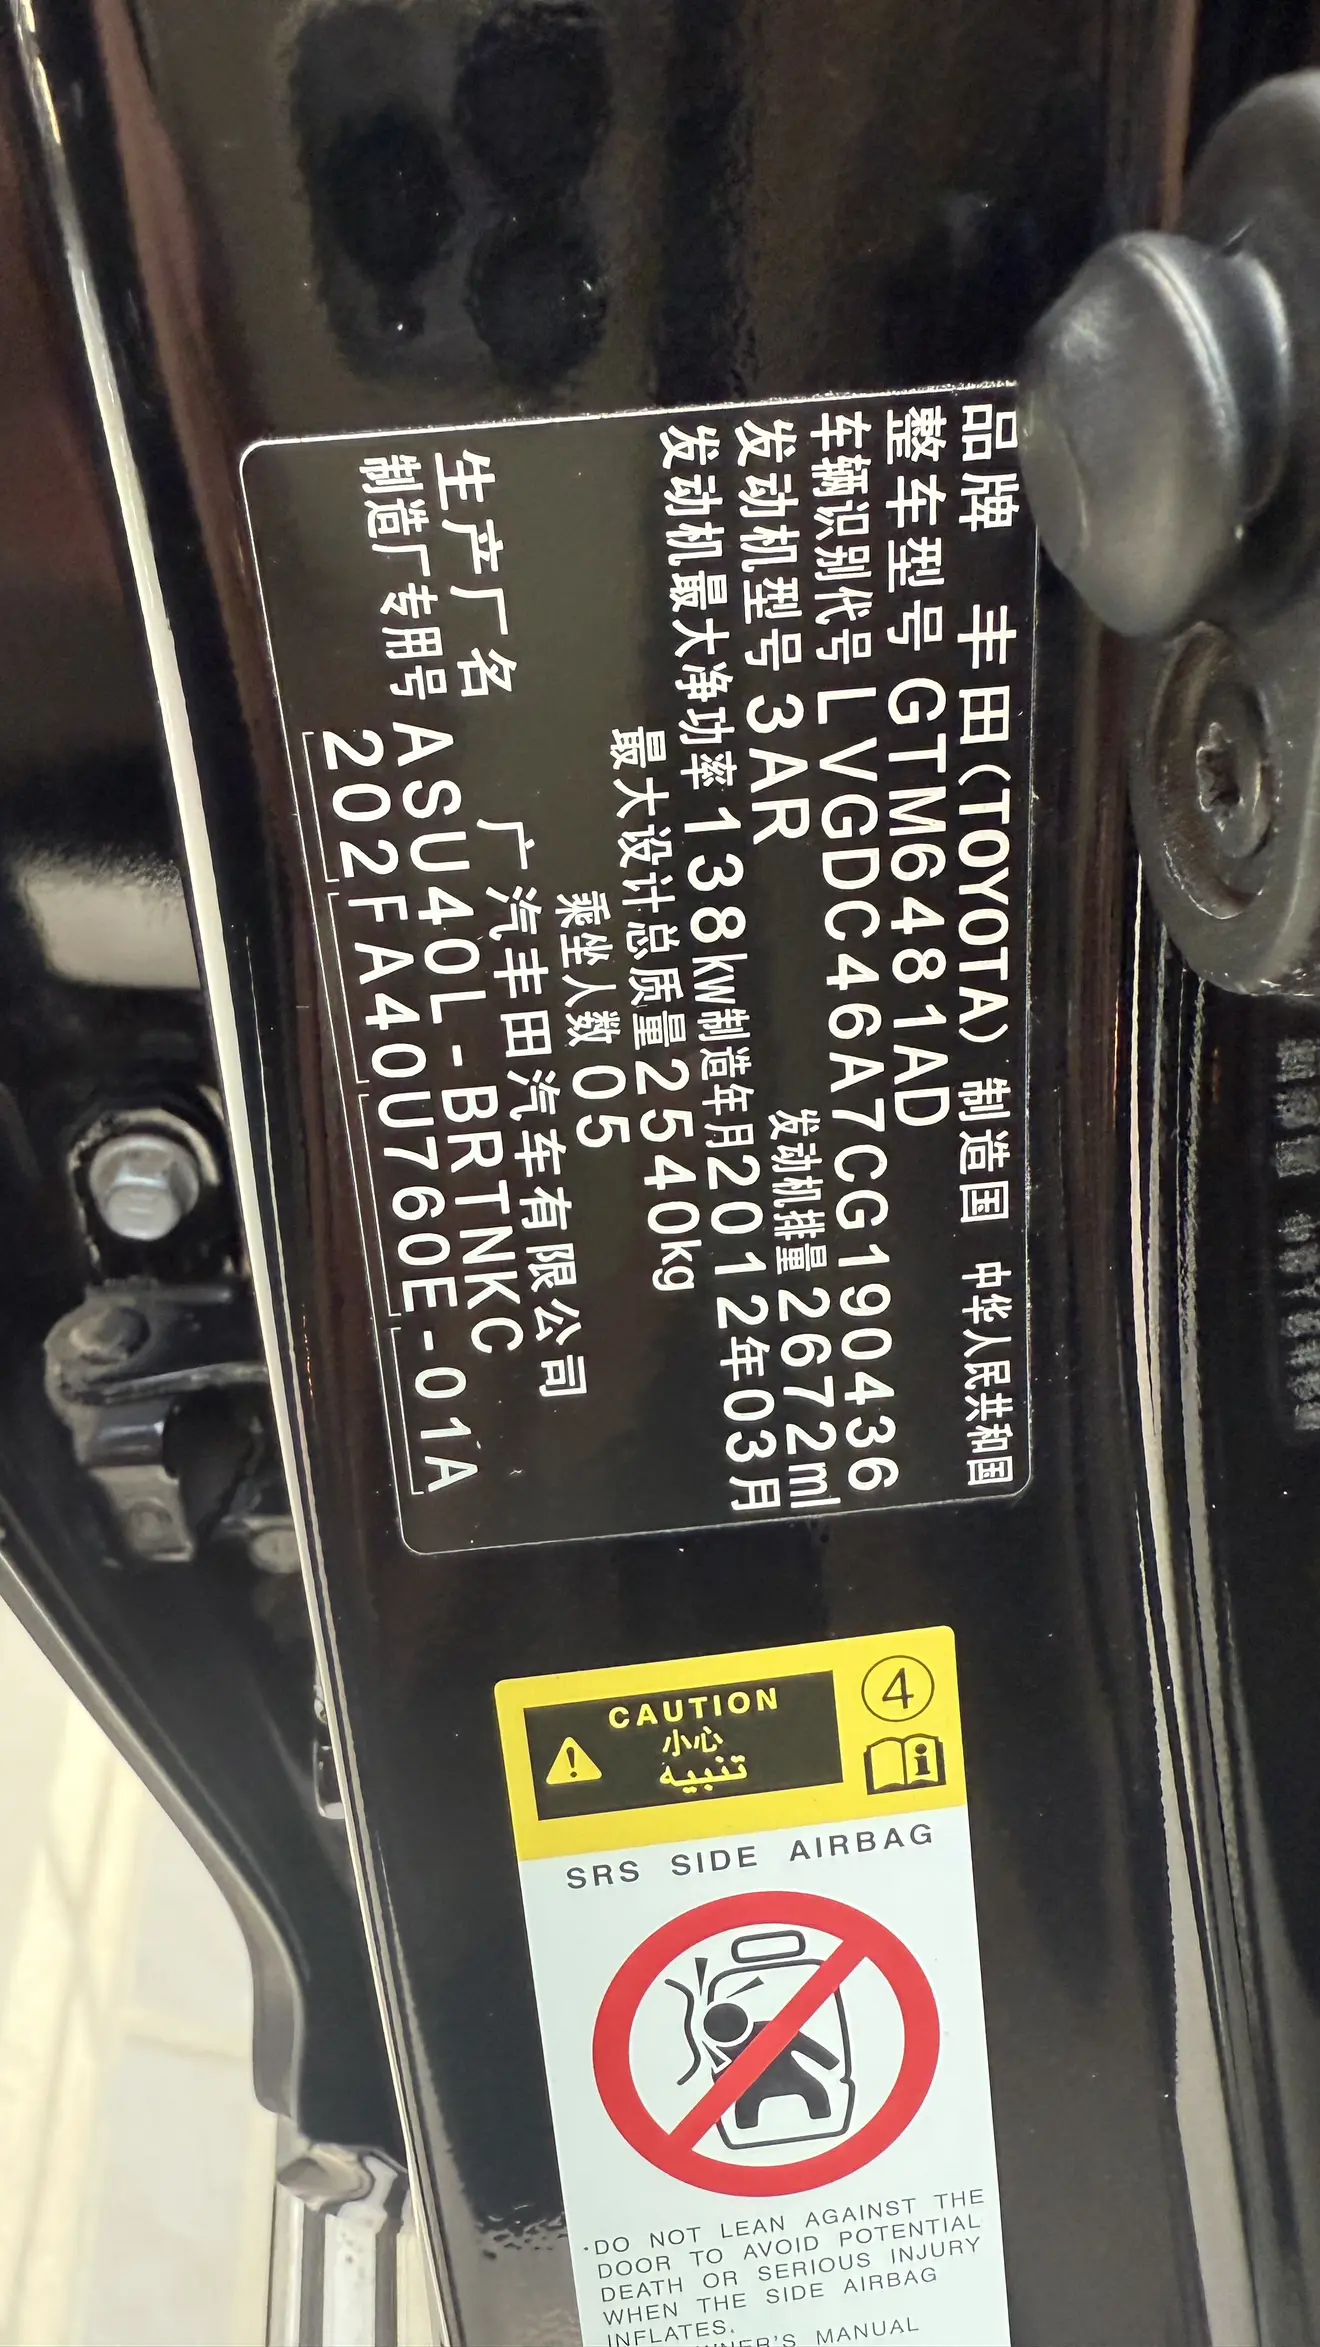 品牌 丰田(TOYOTA) 制造国 中华人民共和国
整车型号 GTM6481AD
车辆识别代号 LVGDC46A7CG190436
发动机型号 3AR 发动机排量 2672ml
发动机最大净功率 138kw 制造年月 2012年03月
最大设计总质量 2540kg
乘坐人数 05
生产厂名 广汽丰田汽车有限公司
制造厂专用号 ASU40L-BRTNKC
202FA40U760E-01A
CAUTION
小心
تنبيه
4
i
SRS SIDE AIRBAG
·DO NOT LEAN AGAINST THE
DOOR TO AVOID POTENTIAL
DEATH OR SERIOUS INJURY
WHEN THE SIDE AIRBAG
INFLATES.
MANUAL